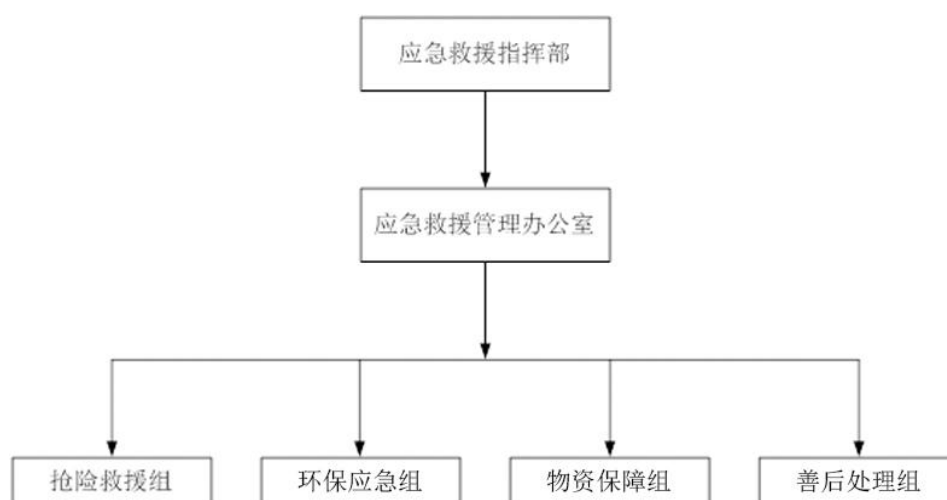 应急救援指挥部
应急救援管理办公室
抢险救援组
环保应急组
物资保障组
善后处理组